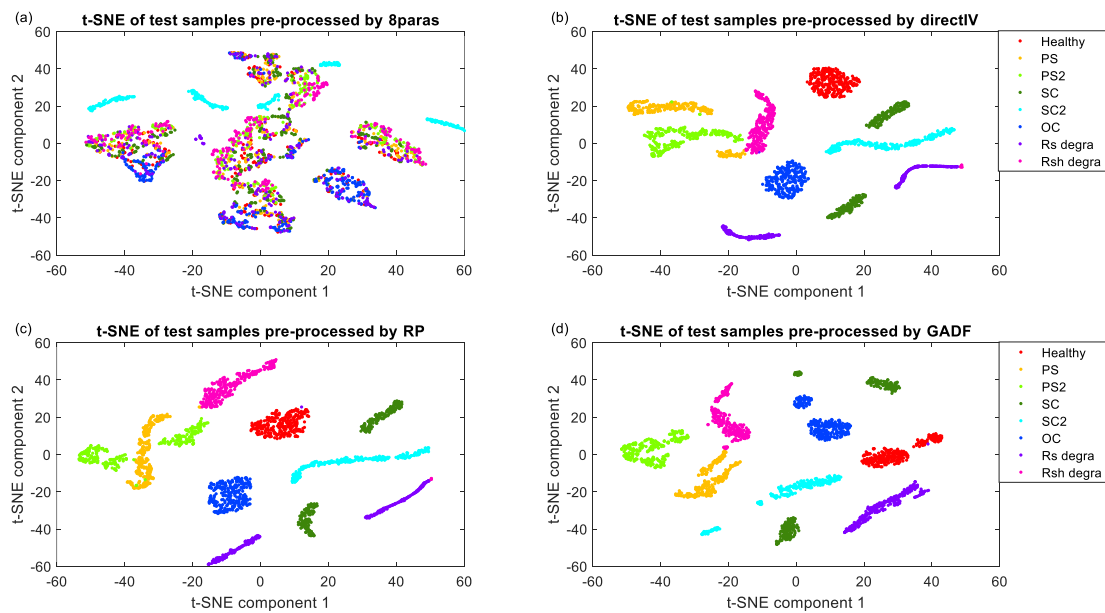 (a)
t-SNE of test samples pre-processed by 8paras
60
40
20
0
-20
-40
-60
t-SNE component 2
-60 -40 -20 0 20 40 60
t-SNE component 1
(b)
t-SNE of test samples pre-processed by directIV
60
40
20
0
-20
-40
-60
t-SNE component 2
-60 -40 -20 0 20 40 60
t-SNE component 1
Healthy
PS
PS2
SC
SC2
OC
Rs degra
Rsh degra
(c)
t-SNE of test samples pre-processed by RP
60
40
20
0
-20
-40
-60
t-SNE component 2
-60 -40 -20 0 20 40 60
t-SNE component 1
(d)
t-SNE of test samples pre-processed by GADF
60
40
20
0
-20
-40
-60
t-SNE component 2
-60 -40 -20 0 20 40 60
t-SNE component 1
Healthy
PS
PS2
SC
SC2
OC
Rs degra
Rsh degra